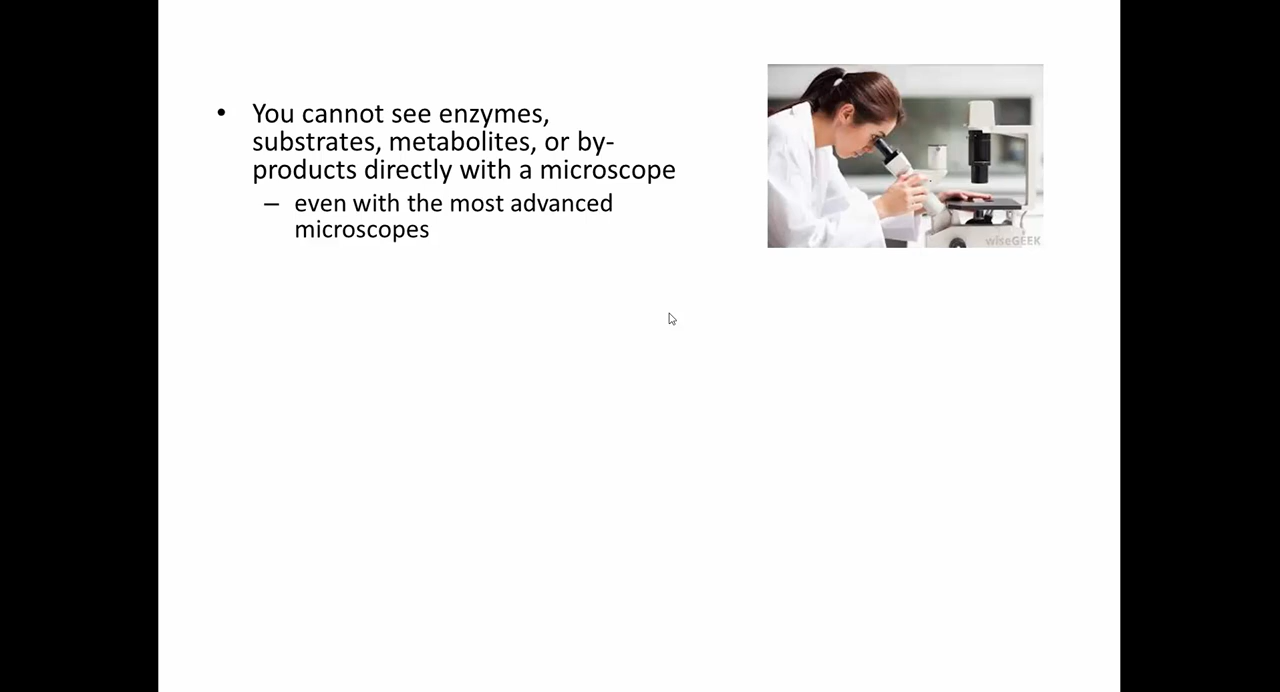 • You cannot see enzymes,
substrates, metabolites, or by-
products directly with a microscope
– even with the most advanced
microscopes
wiseGEEK